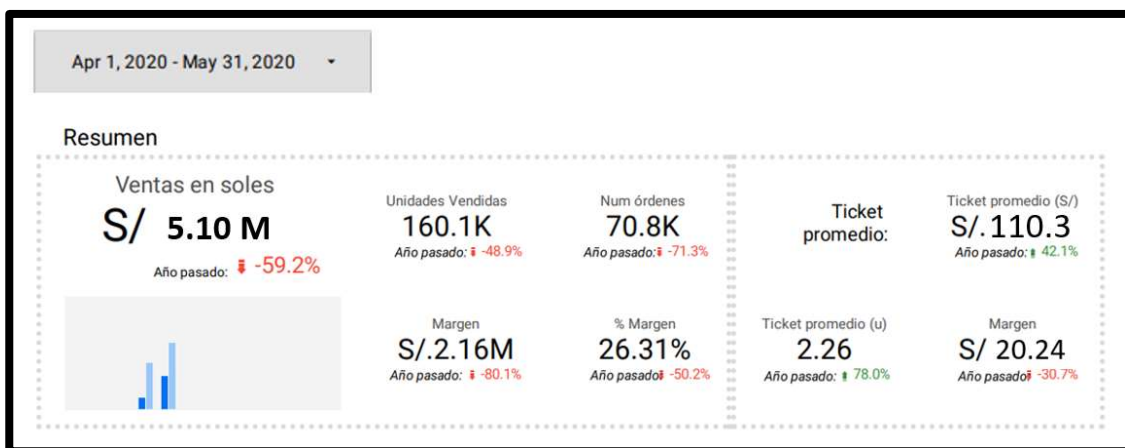 Apr 1, 2020 - May 31, 2020
Resumen
Ventas en soles
S/ 5.10 M
Año pasado: -59.2%
Unidades Vendidas
160.1K
Año pasado: -48.9%
Num órdenes
70.8K
Año pasado: -71.3%
Margen
S/.2.16M
Año pasado: -80.1%
% Margen
26.31%
Año pasado -50.2%
Ticket
promedio:
Ticket promedio (S/)
S/.110.3
Año pasado: 42.1%
Ticket promedio (u)
2.26
Año pasado: 78.0%
Margen
S/ 20.24
Año pasado -30.7%